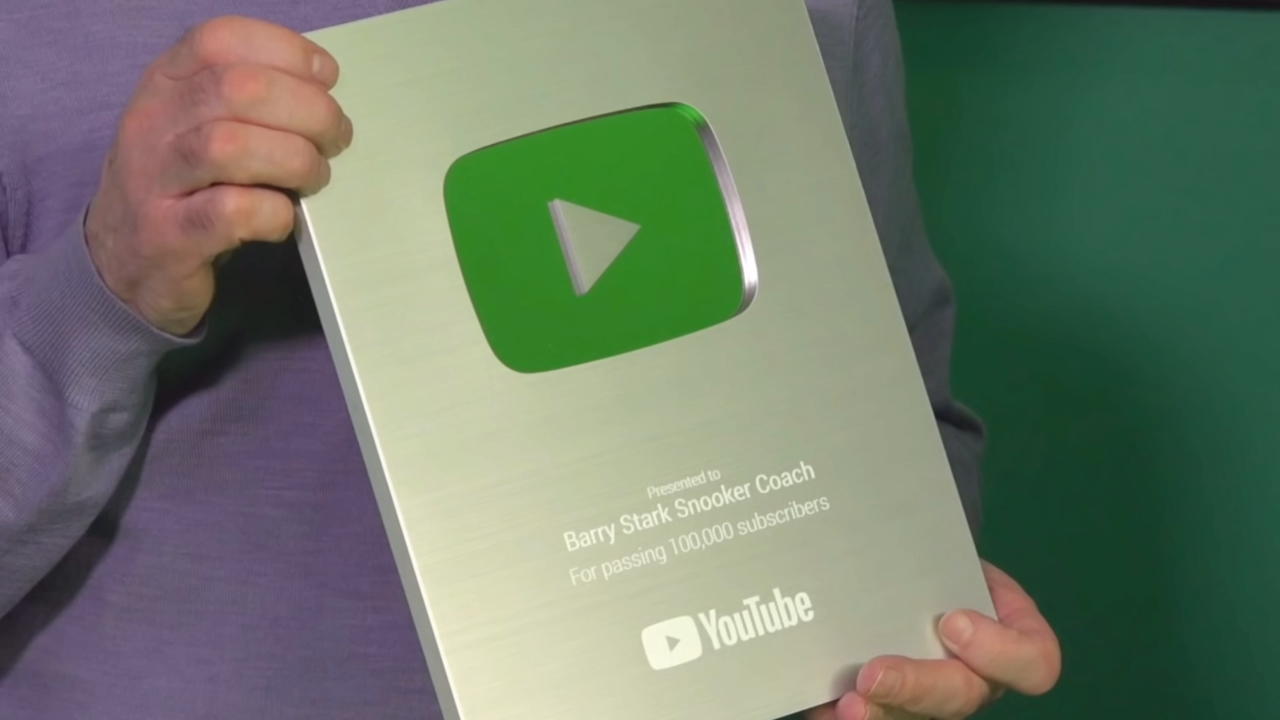 Presented to
Barry Stark Snooker Coach
For passing 100,000 subscribers
YouTube